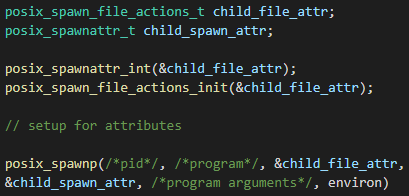 posix_spawn_file_actions_t child_file_attr;
posix_spawnattr_t child_spawn_attr;
posix_spawnattr_int(&child_file_attr);
posix_spawn_file_actions_init(&child_file_attr);
// setup for attributes
posix_spawnp(/*pid*/, /*program*/, &child_file_attr,
&child_spawn_attr, /*program arguments*/, environ)